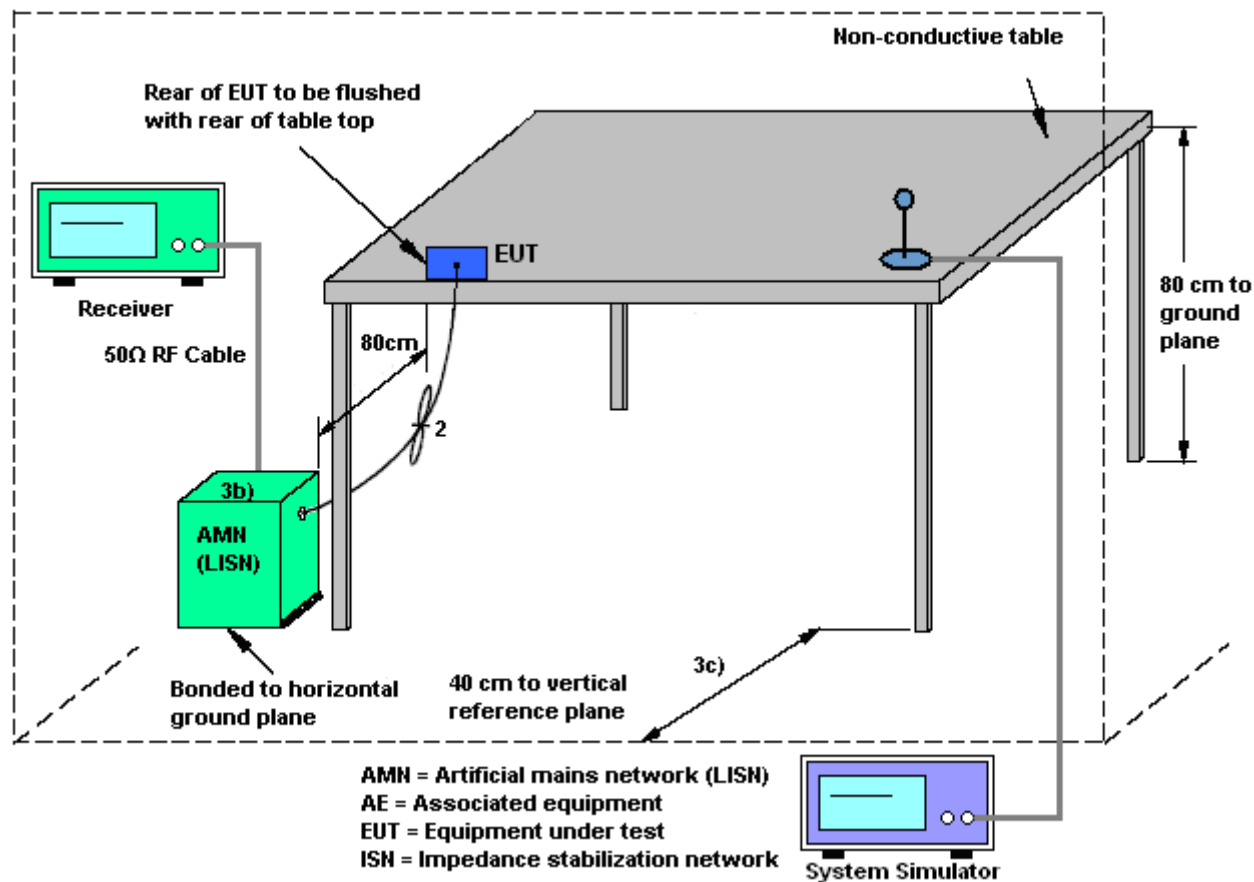 Non-conductive table
Rear of EUT to be flushed
with rear of table top
EUT
Receiver
80 cm to
ground
plane
50Ω RF Cable
80cm
2
3b)
AMN
(LISN)
3c)
Bonded to horizontal
ground plane
40 cm to vertical
reference plane
AMN = Artificial mains network (LISN)
AE = Associated equipment
EUT = Equipment under test
ISN = Impedance stabilization network
System Simulator